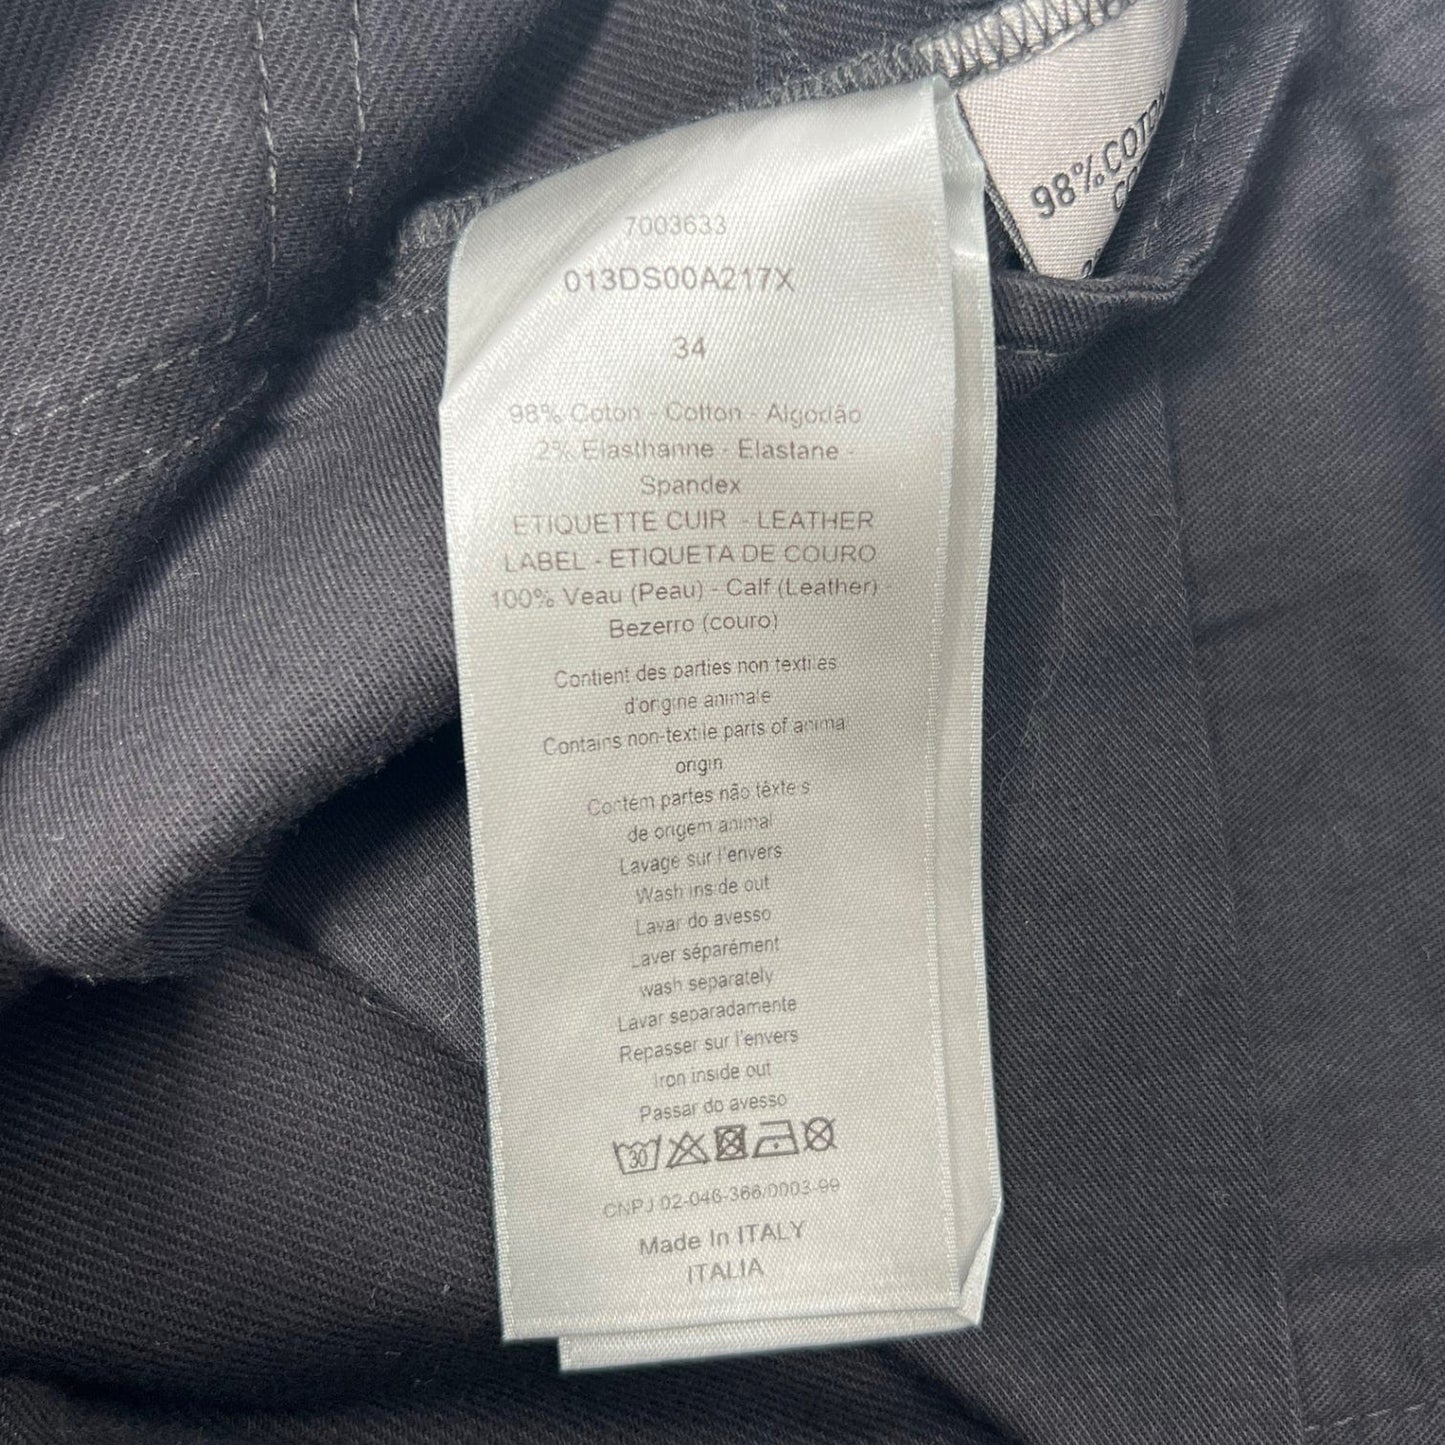 98% COTON
7003633
013DS00A217X
34
98% Coton - Cotton - Algodão
2% Elasthanne - Elastane -
Spandex
ETIQUETTE CUIR - LEATHER
LABEL - ETIQUETA DE COURO
100% Veau (Peau) - Calf (Leather) -
Bezerro (couro)
Contient des parties non textiles
d'origine animale
Contains non-textile parts of animal
origin
Contém partes não têxteis
de origem animal
Lavage sur l'envers
Wash inside out
Lavar do avesso
Laver séparément
wash separately
Lavar separadamente
Repasser sur l'envers
Iron inside out
Passar do avesso
30
CNPJ 02-046-366/0003-99
Made In ITALY
ITALIA